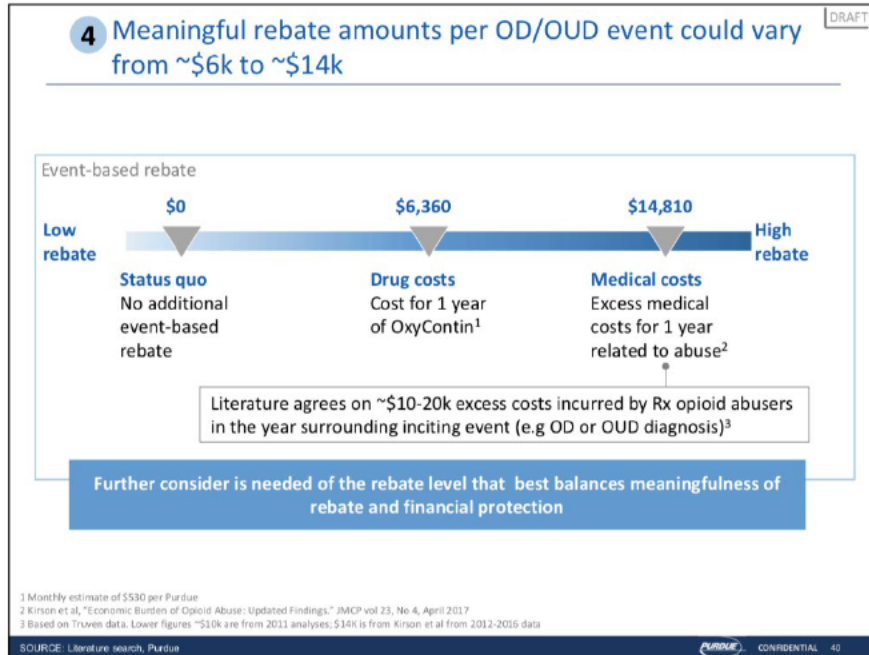 DRAFT
4 Meaningful rebate amounts per OD/OUD event could vary
from ~$6k to ~$14k
Event-based rebate
$0 $6,360 $14,810
Low
rebate
High
rebate
Status quo
No additional
event-based
rebate
Drug costs
Cost for 1 year
of OxyContin1
Medical costs
Excess medical
costs for 1 year
related to abuse2
Literature agrees on ~$10-20k excess costs incurred by Rx opioid abusers
in the year surrounding inciting event (e.g OD or OUD diagnosis)3
Further consider is needed of the rebate level that best balances meaningfulness of
rebate and financial protection
1 Monthly estimate of $530 per Purdue
2 Kirson et al, "Economic Burden of Opioid Abuse: Updated Findings." JMCP vol 23, No 4, April 2017
3 Based on Truven data. Lower figures ~$10k are from 2011 analyses; $14K is from Kirson et al from 2012-2016 data
SOURCE: Literature search, Purdue PURDUE CONFIDENTIAL 40